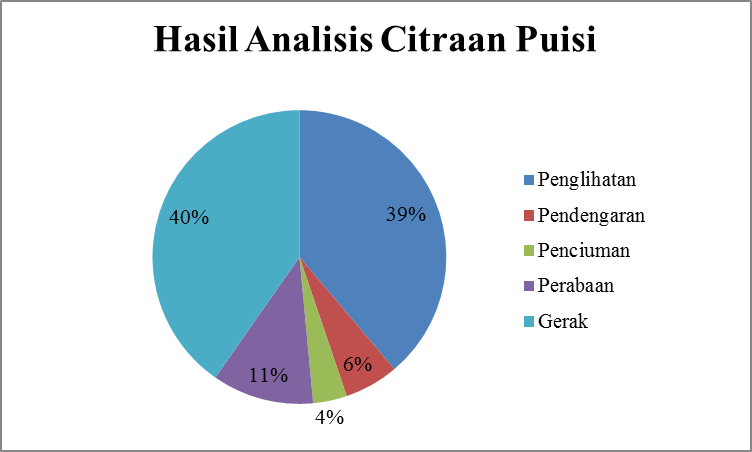 Hasil Analisis Citraan Puisi
40%
39%
11%
6%
4%
Penglihatan
Pendengaran
Penciuman
Perabaan
Gerak